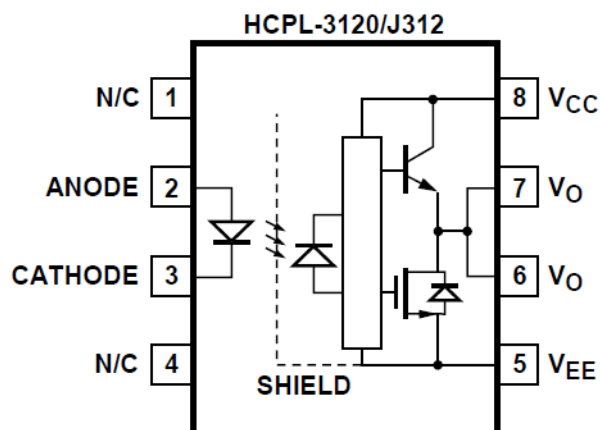 HCPL-3120/J312
N/C 1
8 VCC
ANODE 2
7 VO
CATHODE 3
6 VO
N/C 4
5 VEE
SHIELD